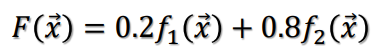 F(x⃗) = 0.2f₁(x⃗) + 0.8f₂(x⃗)